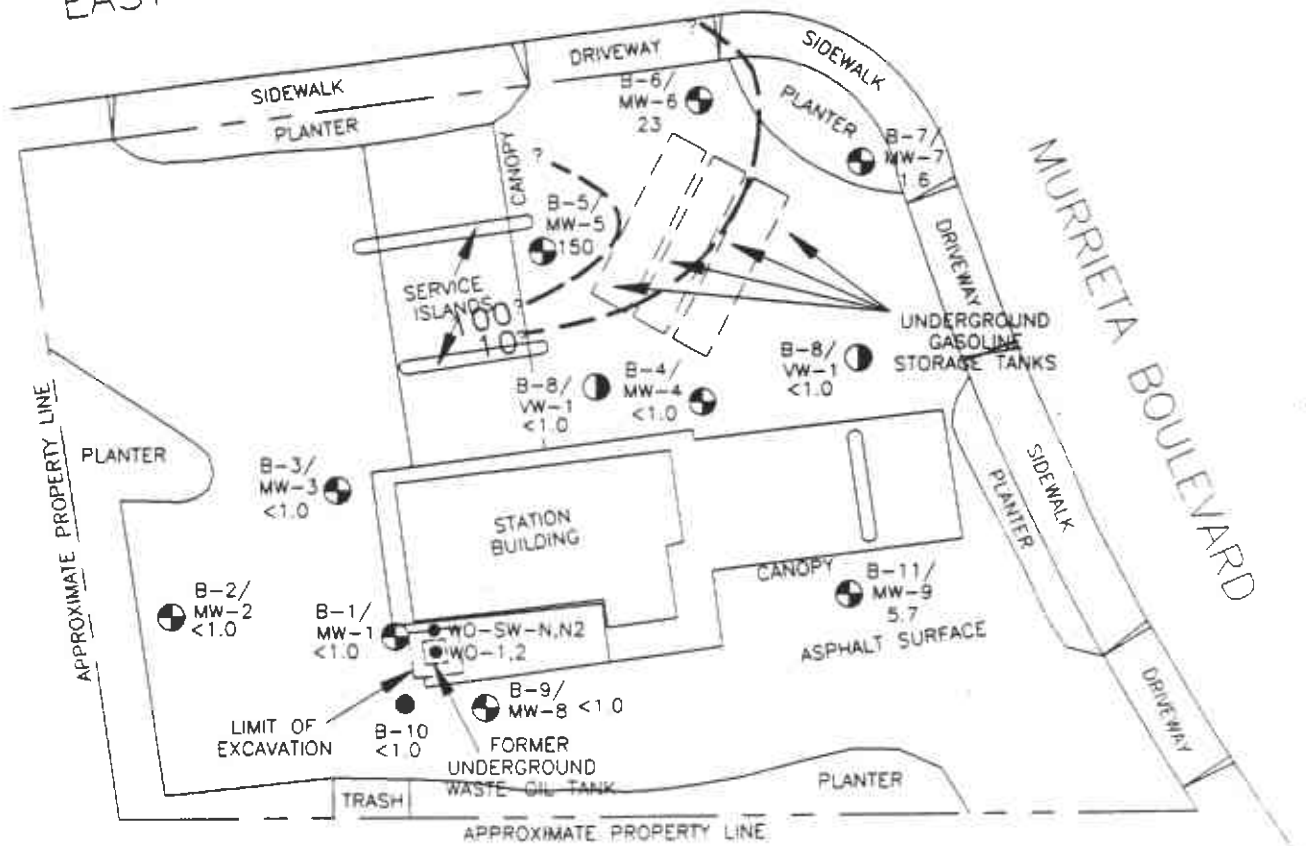 EAST
DRIVEWAY
?
SIDEWALK
SIDEWALK
PLANTER
PLANTER
CANOPY
?
B-6/
MW-6
23
B-7/
MW-7
1.6
MURRIETA BOULEVARD
B-5/
MW-5
150
DRIVEWAY
SERVICE
ISLANDS
100?
10?
UNDERGROUND
GASOLINE
STORAGE TANKS
B-8/
VW-1
<1.0
B-4/
MW-4
<1.0
B-8/
VW-1
<1.0
APPROXIMATE PROPERTY LINE
PLANTER
B-3/
MW-3
<1.0
STATION
BUILDING
SIDEWALK
PLANTER
CANOPY
B-11/
MW-9
5.7
ASPHALT SURFACE
B-2/
MW-2
<1.0
B-1/
MW-1
<1.0
WO-SW-N,N2
WO-1,2
LIMIT OF
EXCAVATION
B-10
<1.0
B-9/
MW-8 <1.0
FORMER
UNDERGROUND
WASTE OIL TANK
DRIVEWAY
PLANTER
TRASH
APPROXIMATE PROPERTY LINE